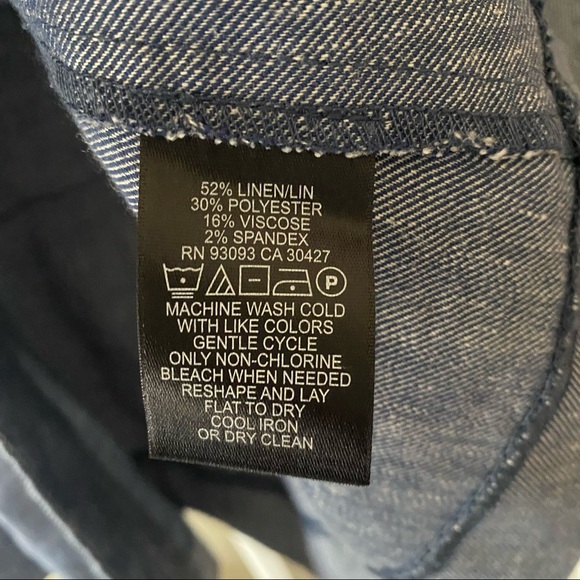 52% LINEN/LIN
30% POLYESTER
16% VISCOSE
2% SPANDEX
RN 93093 CA 30427
P
MACHINE WASH COLD
WITH LIKE COLORS
GENTLE CYCLE
ONLY NON-CHLORINE
BLEACH WHEN NEEDED
RESHAPE AND LAY
FLAT TO DRY
COOL IRON
OR DRY CLEAN